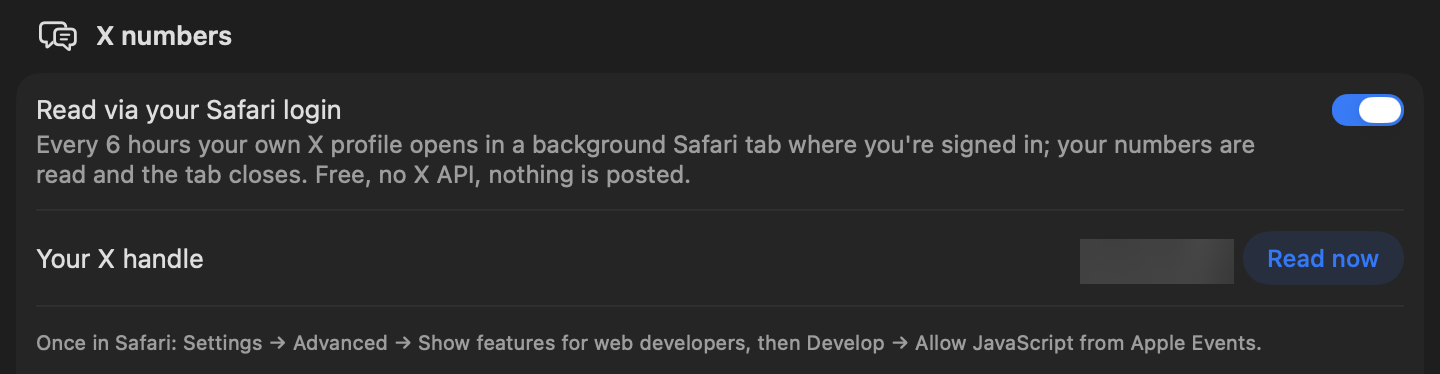 X numbers
Read via your Safari login
Every 6 hours your own X profile opens in a background Safari tab where you're signed in; your numbers are
read and the tab closes. Free, no X API, nothing is posted.
Your X handle
Read now
Once in Safari: Settings → Advanced → Show features for web developers, then Develop → Allow JavaScript from Apple Events.